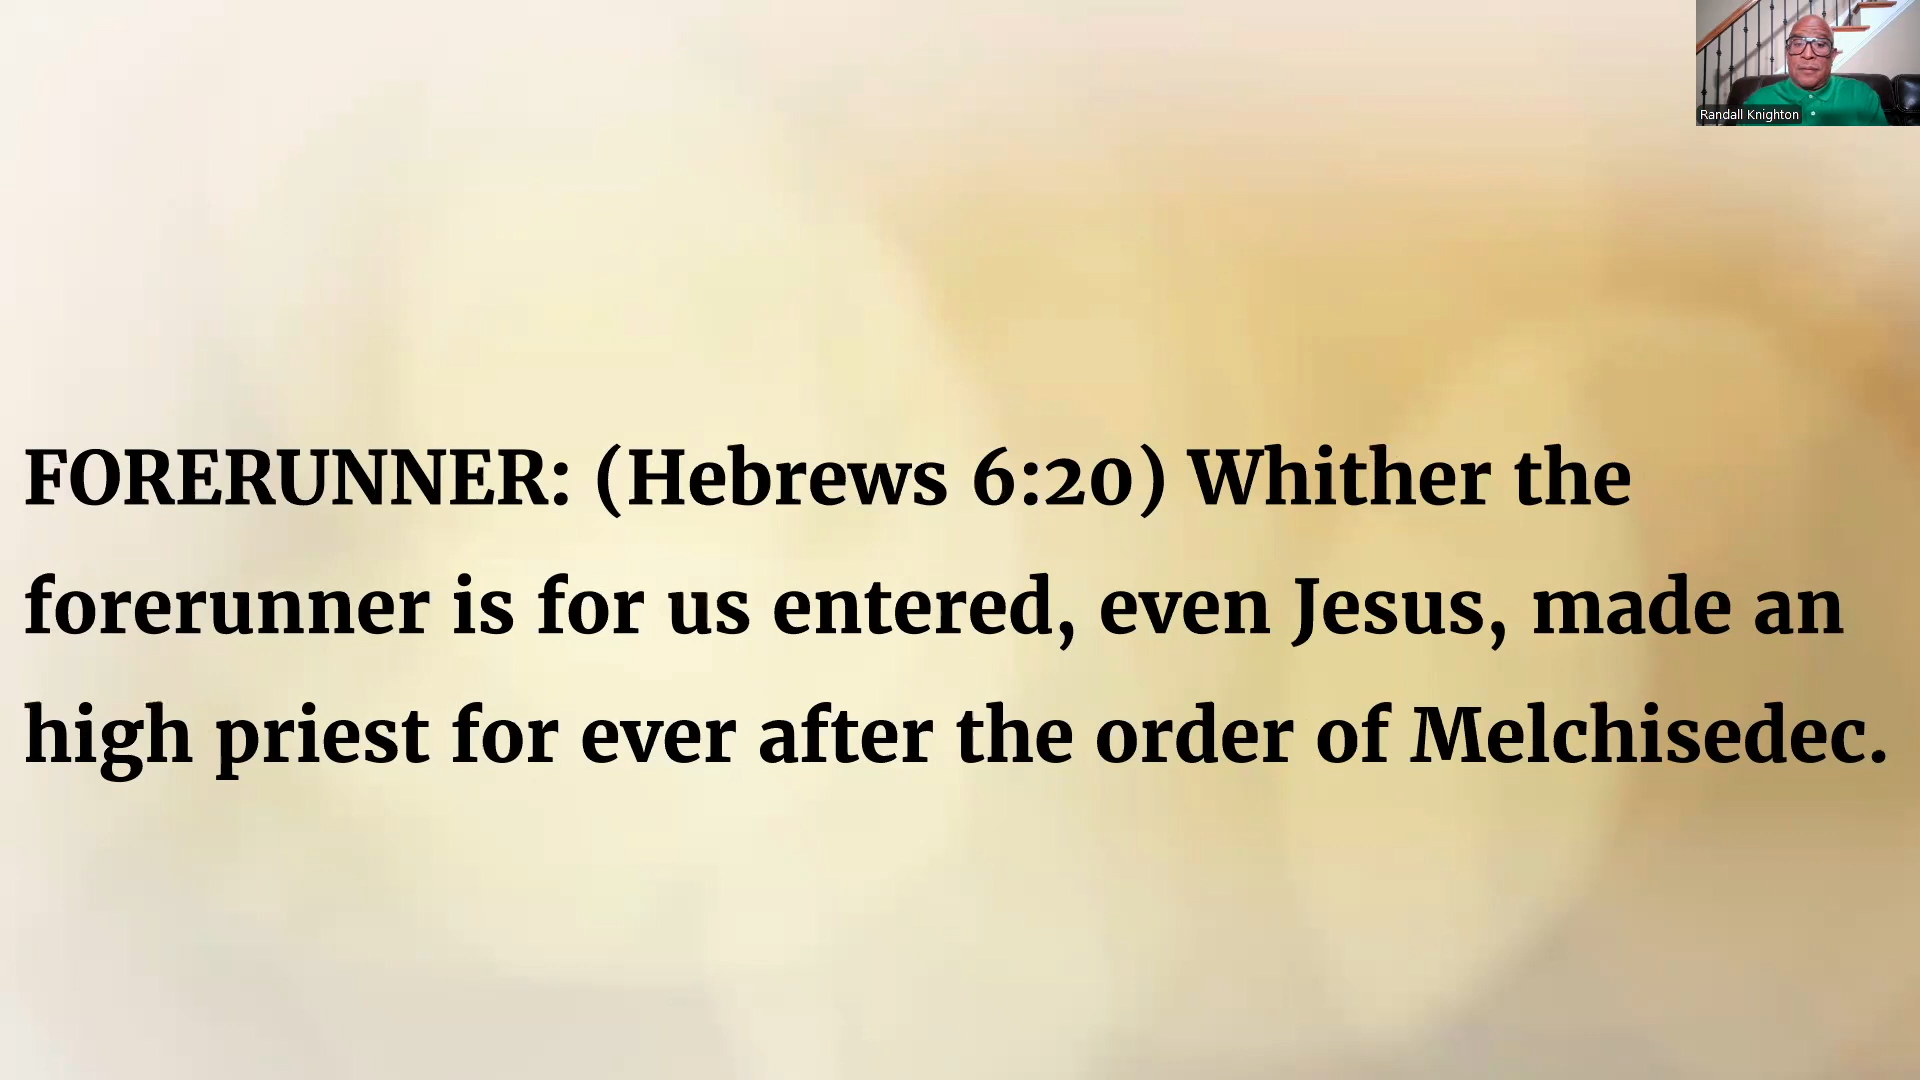 Randall Knighton
FORERUNNER: (Hebrews 6:20) Whither the
forerunner is for us entered, even Jesus, made an
high priest for ever after the order of Melchisedec.